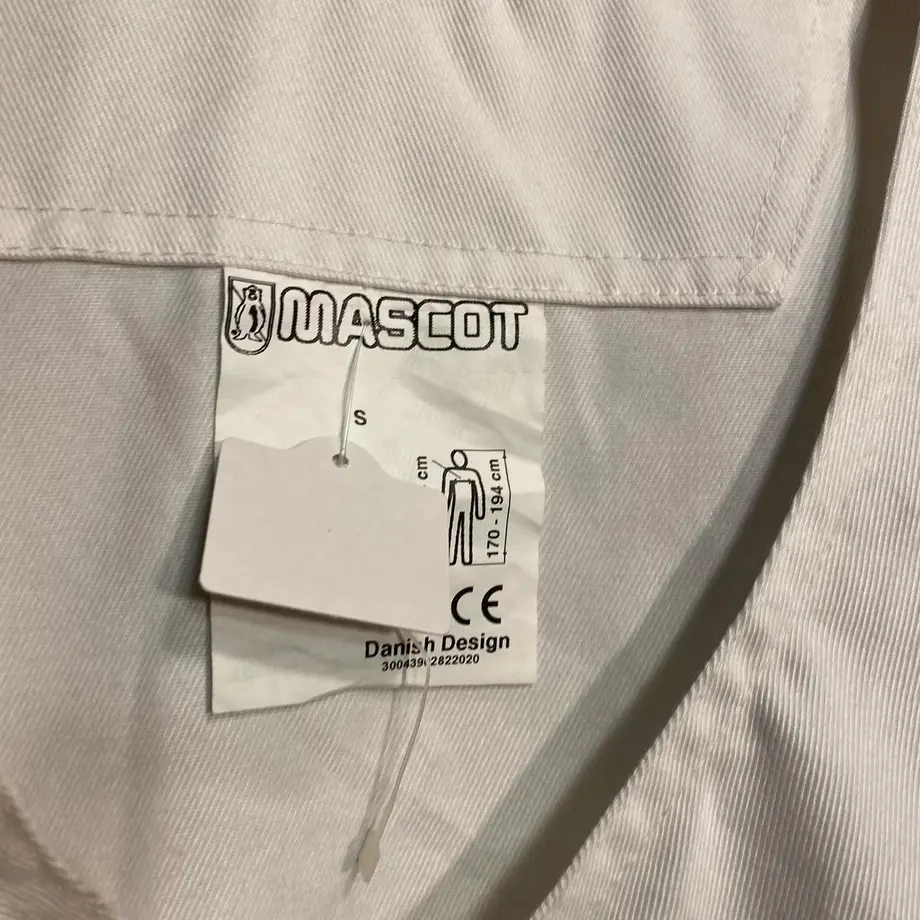 MASCOT
S
cm
170 - 194 cm
CE
Danish Design